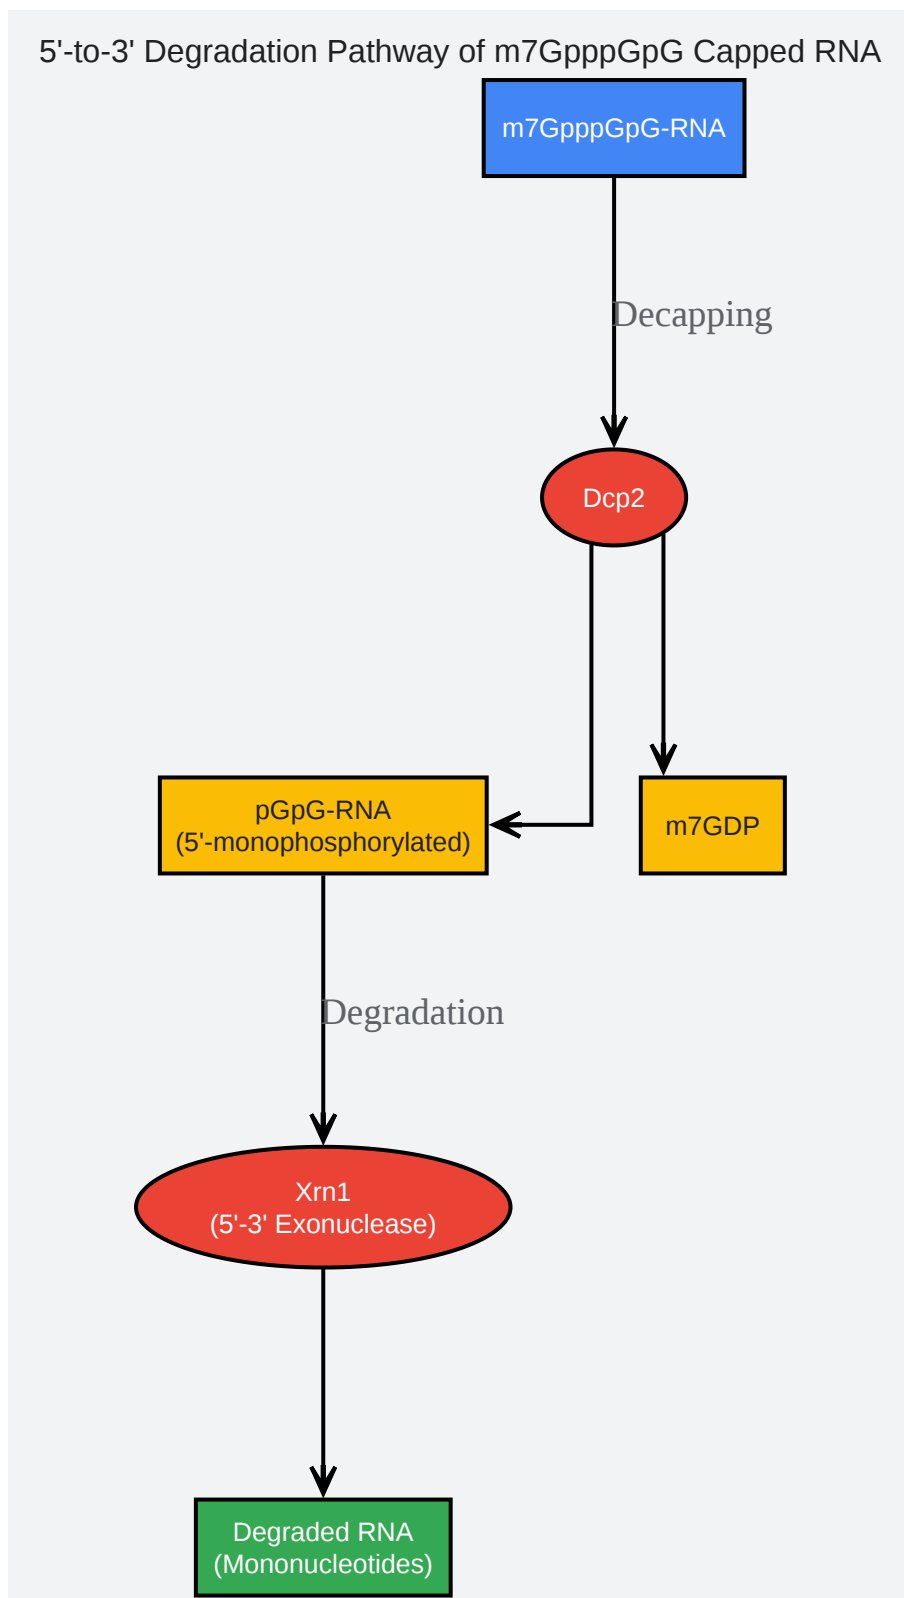 5'-to-3' Degradation Pathway of m7GpppGpG Capped RNA
m7GpppGpG-RNA
Decapping
Dcp2
pGpG-RNA
(5'-monophosphorylated)
m7GDP
Degradation
Xrn1
(5'-3' Exonuclease)
Degraded RNA
(Mononucleotides)